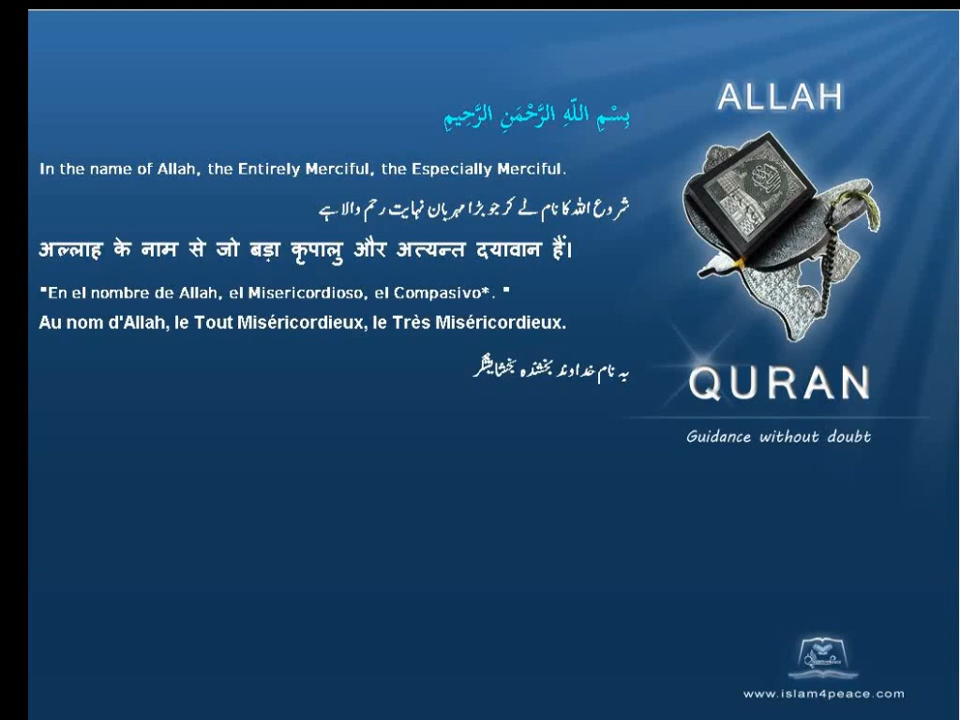 بِسْمِ اللّهِ الرَّحْمَنِ الرَّحِيمِ
In the name of Allah, the Entirely Merciful, the Especially Merciful.
شروع اللہ کا نام لے کر جو بڑا مہربان نہایت رحم والا ہے
अल्लाह के नाम से जो बड़ा कृपालु और अत्यन्त दयावान हैं।
"En el nombre de Allah, el Misericordioso, el Compasivo*. "
Au nom d'Allah, le Tout Miséricordieux, le Très Miséricordieux.
به نام خداوند بخشنده بخشایشگر
ALLAH
QURAN
Guidance without doubt
www.islam4peace.com